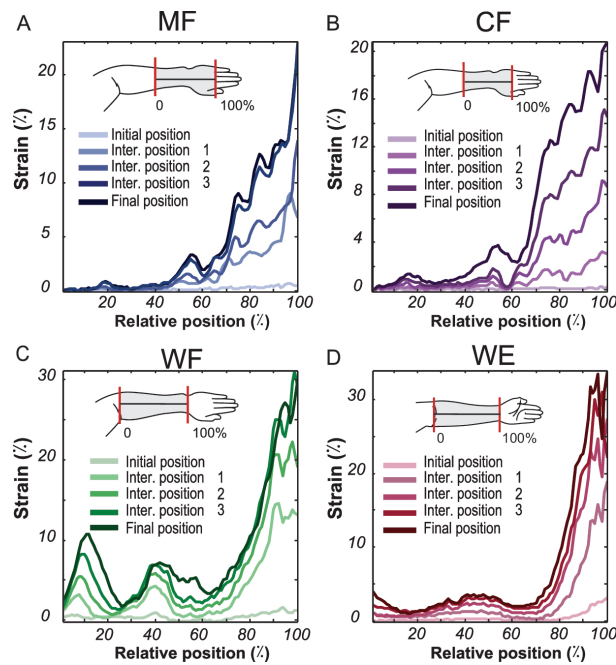 A MF
Strain (٪)
23
20
15
10
5
0
0 100%
Initial position
Inter. position 1
Inter. position 2
Inter. position 3
Final position
0 20 40 60 80 100
Relative position (٪)
B CF
Strain (٪)
20
16
12
8
4
0
0 100%
Initial position
Inter. position 1
Inter. position 2
Inter. position 3
Final position
20 40 60 80 100
Relative position (٪)
C WF
Strain (٪)
30
20
10
0
0 100%
Initial position
Inter. position 1
Inter. position 2
Inter. position 3
Final position
0 20 40 60 80 100
Relative position (٪)
D WE
Strain (٪)
30
20
10
0
0 100%
Initial position
Inter. position 1
Inter. position 2
Inter. position 3
Final position
0 20 40 60 80 100
Relative position (٪)